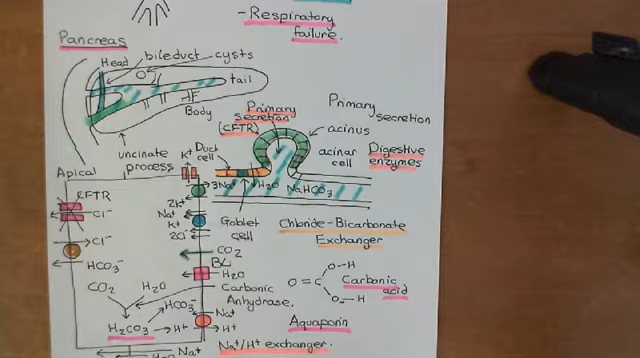 - Respiratory
failure.
Pancreas
Head
bileduct
cysts
tail
Body
uncinate
process
Primary
secretion
(CFTR)
Primary
secretion
acinus
acinar
cell
Digestive
enzymes
Duct
cell
Apical
K+
3Na+
H2O
NaHCO3
CFTR
Cl-
2K+
Na+
K+
2Cl-
Goblet
cell
Chloride-Bicarbonate
Exchanger
Cl-
HCO3-
CO2
H2O
CO2
H2O
Carbonic
Anhydrase.
HCO3-
H2CO3
H+
Na+
H+
O=C
O-H
O-H
Carbonic
acid
Aquaporin
Na+/H+ exchanger.
Na+